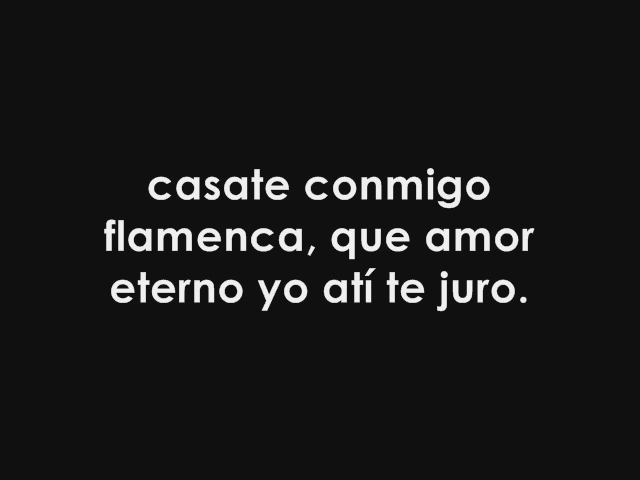 casate conmigo
flamenca, que amor
eterno yo atí te juro.